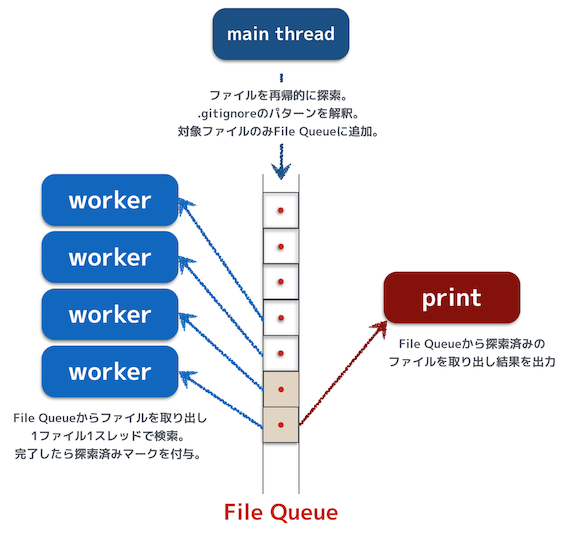 main thread
ファイルを再帰的に探索。
.gitignoreのパターンを解釈。
対象ファイルのみFile Queueに追加。
worker
worker
worker
worker
File Queueからファイルを取り出し
1ファイル1スレッドで検索。
完了したら探索済みマークを付与。
print
File Queueから探索済みの
ファイルを取り出し結果を出力
File Queue